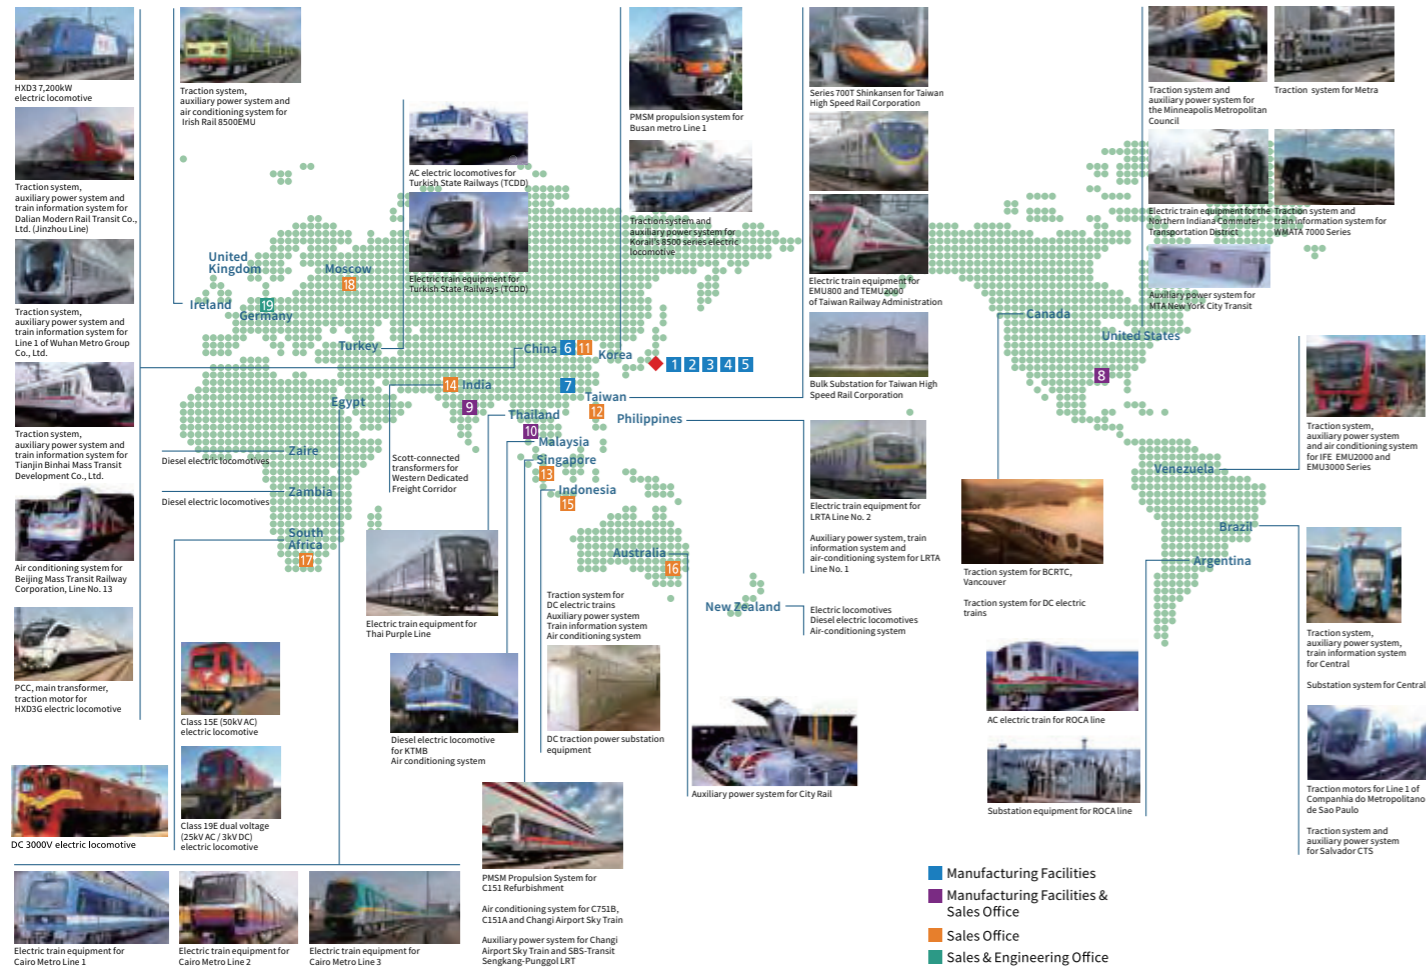 HXD3 7,200kW
electric locomotive
Traction system,
auxiliary power system and
train information system for
Dalian Modern Rail Transit Co.,
Ltd. (Jinzhou Line)
Traction system,
auxiliary power system and
train information system for
Line 1 of Wuhan Metro Group
Co., Ltd.
Traction system,
auxiliary power system and
train information system for
Tianjin Binhai Mass Transit
Development Co., Ltd.
Air conditioning system for
Beijing Mass Transit Railway
Corporation, Line No. 13
PCC, main transformer,
traction motor for
HXD3G electric locomotive
DC 3000V electric locomotive
Traction system,
auxiliary power system and
air conditioning system for
Irish Rail 8500EMU
AC electric locomotives for
Turkish State Railways (TCDD)
Electric train equipment for
Turkish State Railways (TCDD)
PMSM propulsion system for
Busan metro Line 1
Traction system and
auxiliary power system for
Korail's 8500 series electric
locomotive
Series 700T Shinkansen for Taiwan
High Speed Rail Corporation
Electric train equipment for
EMU800 and TEMU2000
of Taiwan Railway Administration
Bulk Substation for Taiwan High
Speed Rail Corporation
Traction system and
auxiliary power system for
the Minneapolis Metropolitan
Council
Traction system for Metra
Electric train equipment for the
Northern Indiana Commuter
Transportation District
Traction system and
train information system for
WMATA 7000 Series
Auxiliary power system for
MTA New York City Transit
United
Kingdom
Ireland
19
Germany
Moscow
18
Turkey
China
6
11
Korea
1
2
3
4
5
14
India
7
9
Taiwan
12
Egypt
Thailand
10
Philippines
Malaysia
Singapore
13
Indonesia
15
Zaire
Zambia
South
Africa
17
Australia
16
New Zealand
Canada
United States
8
Venezuela
Brazil
Argentina
Diesel electric locomotives
Diesel electric locomotives
Scott-connected
transformers for
Western Dedicated
Freight Corridor
Electric train equipment for
Thai Purple Line
Diesel electric locomotive
for KTMB
Air conditioning system
Traction system for
DC electric trains
Auxiliary power system
Train information system
Air conditioning system
DC traction power substation
equipment
Electric train equipment for
LRTA Line No. 2
Auxiliary power system, train
information system and
air-conditioning system for LRTA
Line No. 1
Electric locomotives
Diesel electric locomotives
Air-conditioning system
Auxiliary power system for City Rail
Traction system for BCRTC,
Vancouver
Traction system for DC electric
trains
AC electric train for ROCA line
Substation equipment for ROCA line
Traction system,
auxiliary power system
and air conditioning system
for IFE EMU2000 and
EMU3000 Series
Traction system,
auxiliary power system,
train information system
for Central
Substation system for Central
Traction motors for Line 1 of
Companhia do Metropolitano
de Sao Paulo
Traction system and
auxiliary power system
for Salvador CTS
Class 15E (50kV AC)
electric locomotive
Class 19E dual voltage
(25kV AC / 3kV DC)
electric locomotive
Electric train equipment for
Cairo Metro Line 1
Electric train equipment for
Cairo Metro Line 2
Electric train equipment for
Cairo Metro Line 3
PMSM Propulsion System for
C151 Refurbishment
Air conditioning system for C751B,
C151A and Changi Airport Sky Train
Auxiliary power system for Changi
Airport Sky Train and SBS-Transit
Sengkang-Punggol LRT
Manufacturing Facilities
Manufacturing Facilities &
Sales Office
Sales Office
Sales & Engineering Office